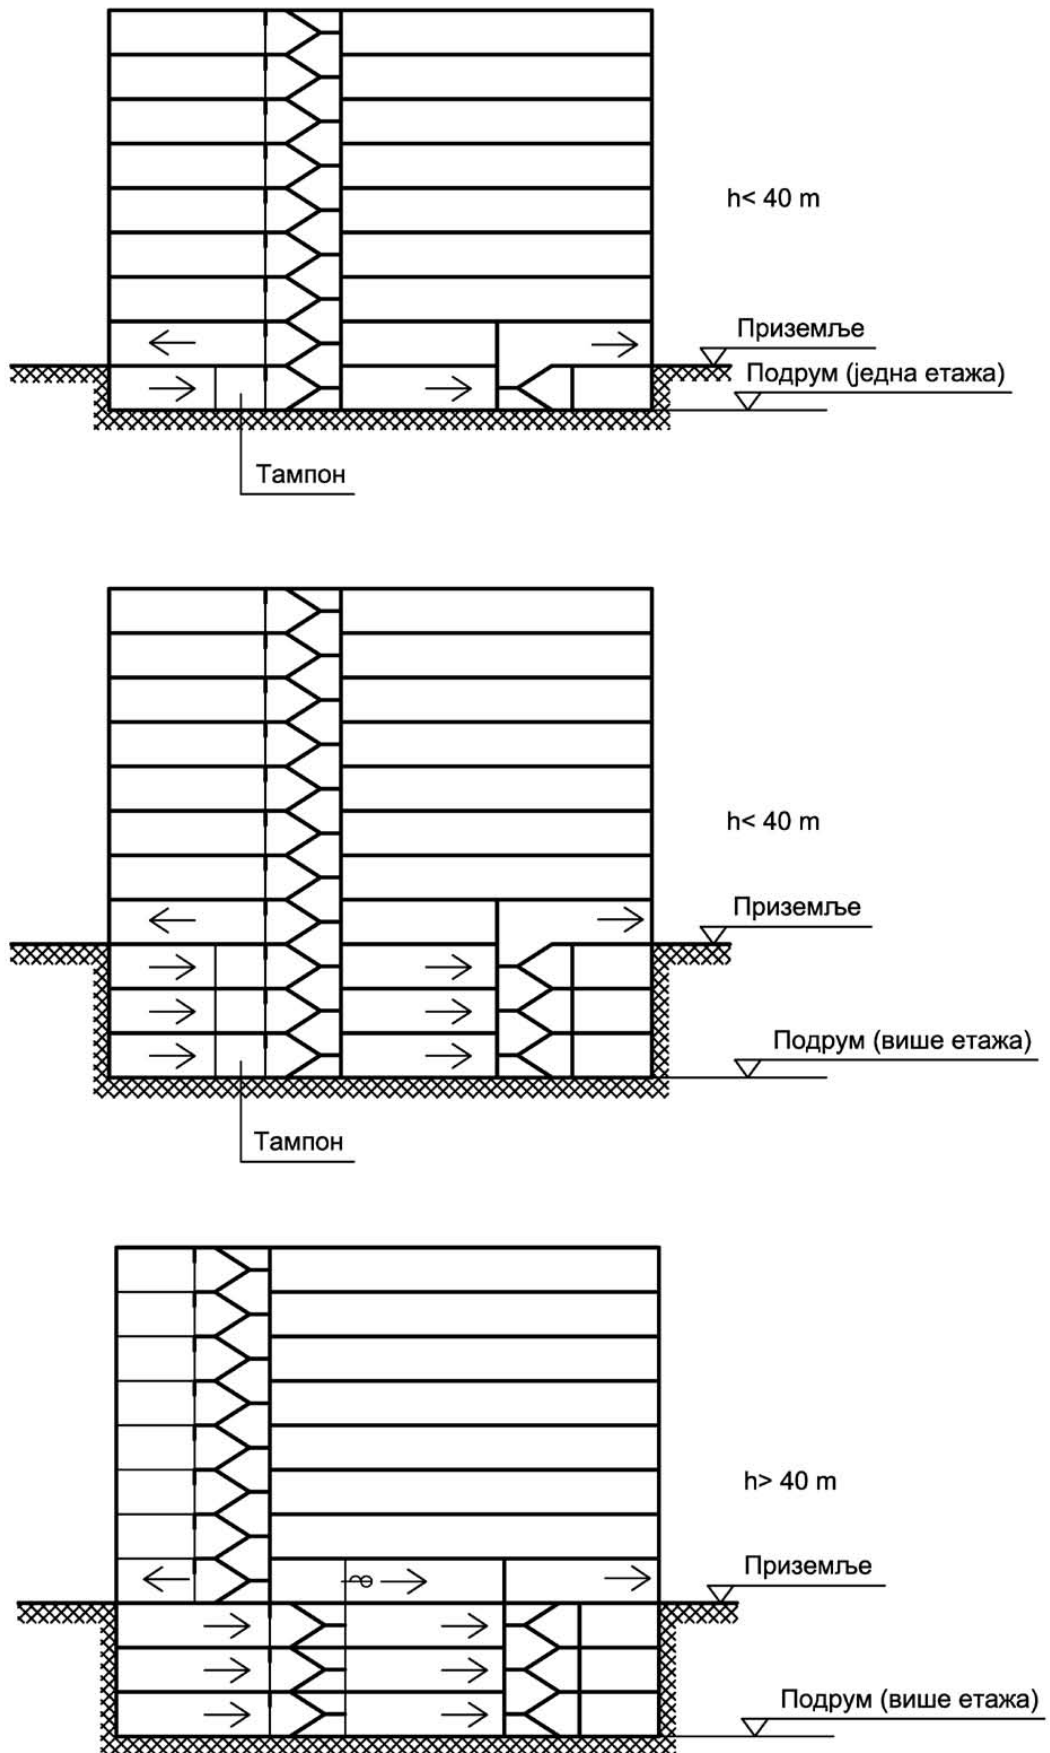 h< 40 m
Приземље
Подрум (једна етажа)
Тампон
h< 40 m
Приземље
Подрум (више етажа)
Тампон
h> 40 m
Приземље
Подрум (више етажа)